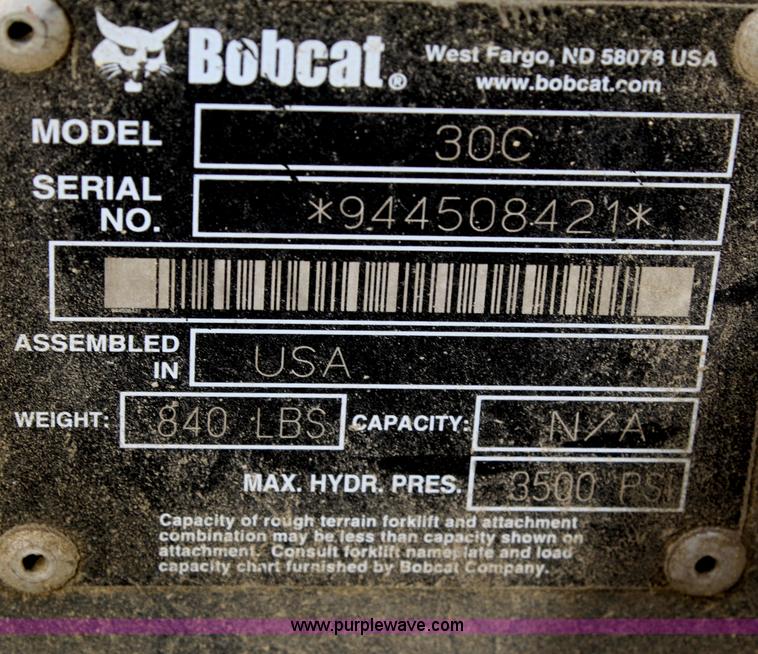 Bobcat® West Fargo, ND 58078 USA
www.bobcat.com
MODEL 30C
SERIAL NO. *944508421*
ASSEMBLED IN USA
WEIGHT: 840 LBS CAPACITY: N/A
MAX. HYDR. PRES. 3500 PSI
Capacity of rough terrain forklift and attachment
combination may be less than capacity shown on
attachment. Consult forklift nameplate and load
capacity chart furnished by Bobcat Company.
www.purplewave.com